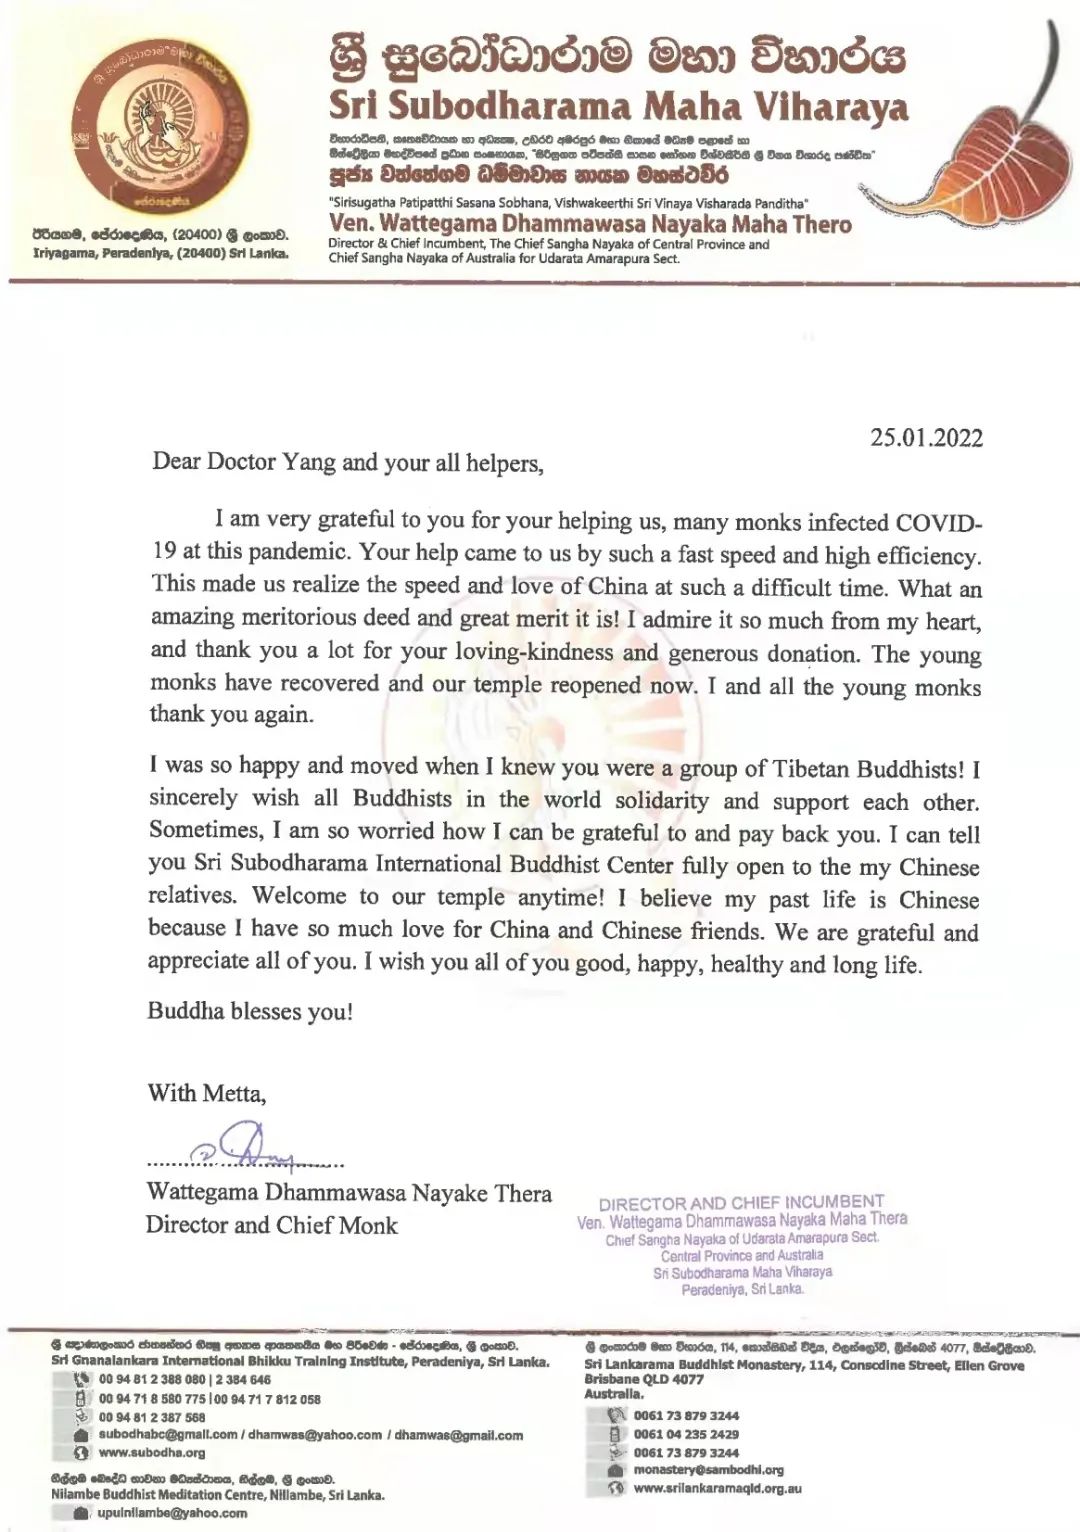 ශ්‍රී සුබෝධාරාම මහා විහාරය
Sri Subodharama Maha Viharaya
පූජ්‍ය වත්තේගම ධම්මාවාස නායක මහාස්ථවිර
"Sirisugatha Patipatthi Sasana Sobhana, Vishwakeerthi Sri Vinaya Visharada Panditha"
Ven. Wattegama Dhammawasa Nayaka Maha Thero
Director & Chief Incumbent, The Chief Sangha Nayaka of Central Province and
Chief Sangha Nayaka of Australia for Udarata Amarapura Sect.
ඊරියගම, පේරාදෙණිය, (20400) ශ්‍රී ලංකාව.
Iriyagama, Peradeniya, (20400) Sri Lanka.
25.01.2022
Dear Doctor Yang and your all helpers,
I am very grateful to you for your helping us, many monks infected COVID-
19 at this pandemic. Your help came to us by such a fast speed and high efficiency.
This made us realize the speed and love of China at such a difficult time. What an
amazing meritorious deed and great merit it is! I admire it so much from my heart,
and thank you a lot for your loving-kindness and generous donation. The young
monks have recovered and our temple reopened now. I and all the young monks
thank you again.
I was so happy and moved when I knew you were a group of Tibetan Buddhists! I
sincerely wish all Buddhists in the world solidarity and support each other.
Sometimes, I am so worried how I can be grateful to and pay back you. I can tell
you Sri Subodharama International Buddhist Center fully open to the my Chinese
relatives. Welcome to our temple anytime! I believe my past life is Chinese
because I have so much love for China and Chinese friends. We are grateful and
appreciate all of you. I wish you all of you good, happy, healthy and long life.
Buddha blesses you!
With Metta,
Wattegama Dhammawasa Nayake Thera
Director and Chief Monk
DIRECTOR AND CHIEF INCUMBENT
Ven. Wattegama Dhammawasa Nayaka Maha Thera
Chief Sangha Nayaka of Udarata Amarapura Sect.
Central Province and Australia
Sri Subodharama Maha Viharaya
Peradeniya, Sri Lanka.
Sri Gnanalankara International Bhikku Training Institute, Peradeniya, Sri Lanka.
00 94 81 2 388 080 | 2 384 646
00 94 71 8 580 775 | 00 94 71 7 812 058
00 94 81 2 387 568
subodhabc@gmail.com / dhamwas@yahoo.com / dhamwas@gmail.com
www.subodha.org
Nilambe Buddhist Meditation Centre, Nillambe, Sri Lanka.
upulnilambe@yahoo.com
Sri Lankarama Buddhist Monastery, 114, Consodine Street, Ellen Grove
Brisbane QLD 4077
Australia.
0061 73 879 3244
0061 04 235 2429
0061 73 879 3244
monastery@sambodhi.org
www.srilankaramaqld.org.au